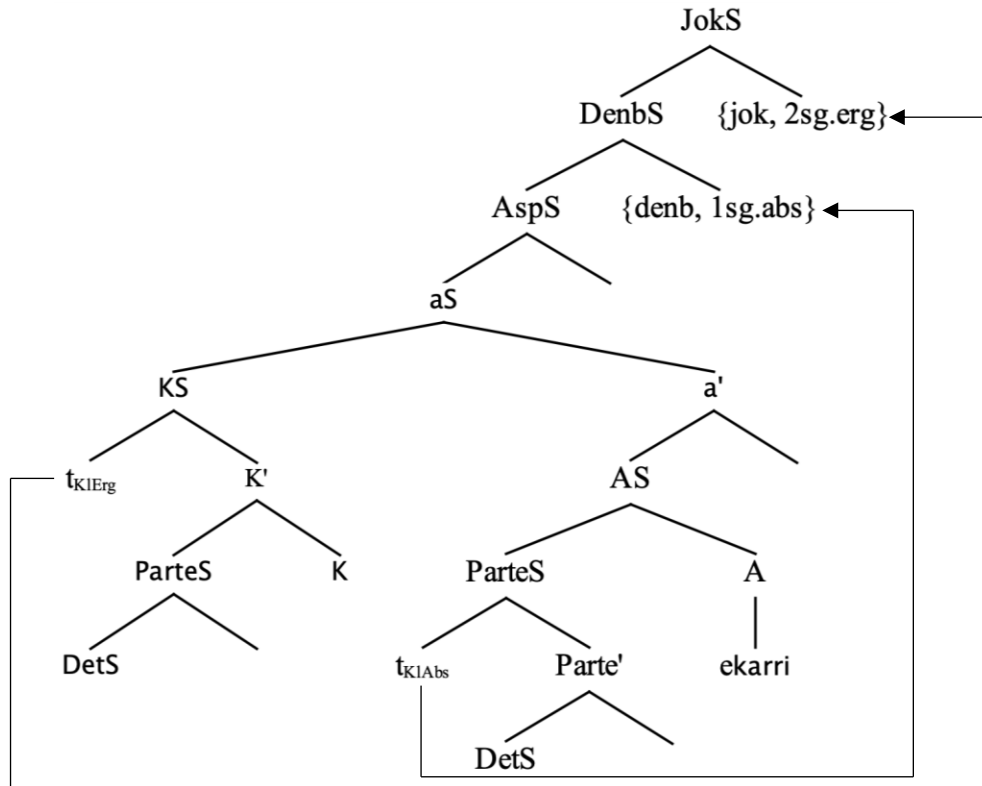 JokS
DenbS {jok, 2sg.erg}
AspS {denb, 1sg.abs}
aS
KS a'
tKlErg K' AS
ParteS K ParteS A
DetS tKlAbs Parte' ekarri
DetS